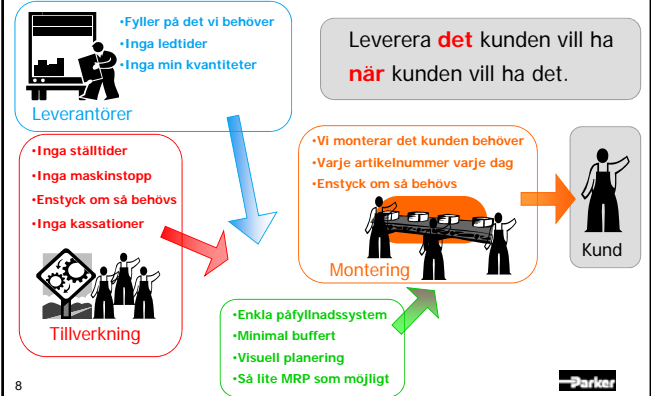 •Fyller på det vi behöver
•Inga ledtider
•Inga min kvantiteter
Leverantörer
Leverera det kunden vill ha
när kunden vill ha det.
•Inga ställtider
•Inga maskinstopp
•Enstyck om så behövs
•Inga kassationer
Tillverkning
•Vi monterar det kunden behöver
•Varje artikelnummer varje dag
•Enstyck om så behövs
Montering
Kund
•Enkla påfyllnadssystem
•Minimal buffert
•Visuell planering
•Så lite MRP som möjligt
8
Parker